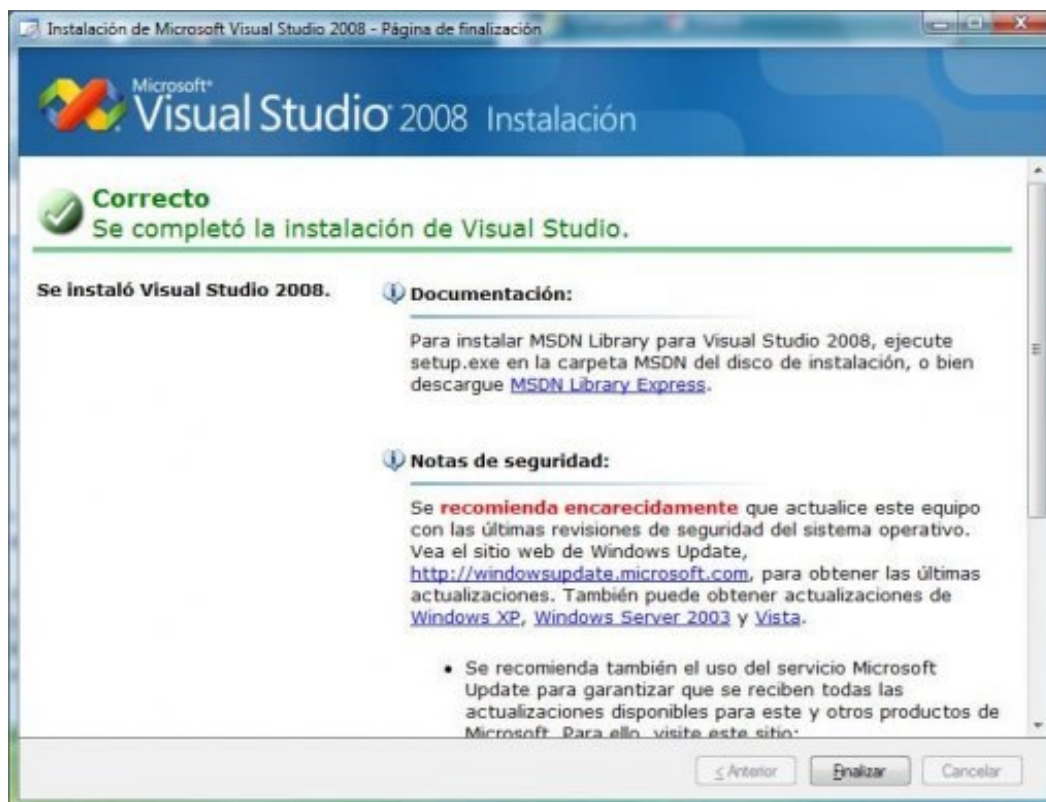 Instalación de Microsoft Visual Studio 2008 - Página de finalización
Microsoft®
Visual Studio® 2008 Instalación
Correcto
Se completó la instalación de Visual Studio.
Se instaló Visual Studio 2008.
Documentación:
Para instalar MSDN Library para Visual Studio 2008, ejecute
setup.exe en la carpeta MSDN del disco de instalación, o bien
descargue MSDN Library Express.
Notas de seguridad:
Se recomienda encarecidamente que actualice este equipo
con las últimas revisiones de seguridad del sistema operativo.
Vea el sitio web de Windows Update,
http://windowsupdate.microsoft.com, para obtener las últimas
actualizaciones. También puede obtener actualizaciones de
Windows XP, Windows Server 2003 y Vista.
• Se recomienda también el uso del servicio Microsoft
Update para garantizar que se reciben todas las
actualizaciones disponibles para este y otros productos de
Microsoft. Para ello, visite este sitio:
< Anterior
Finalizar
Cancelar